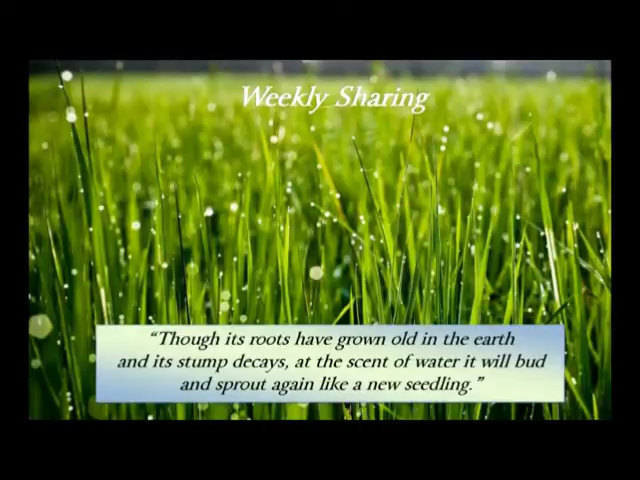 Weekly Sharing
“Though its roots have grown old in the earth
and its stump decays, at the scent of water it will bud
and sprout again like a new seedling.”